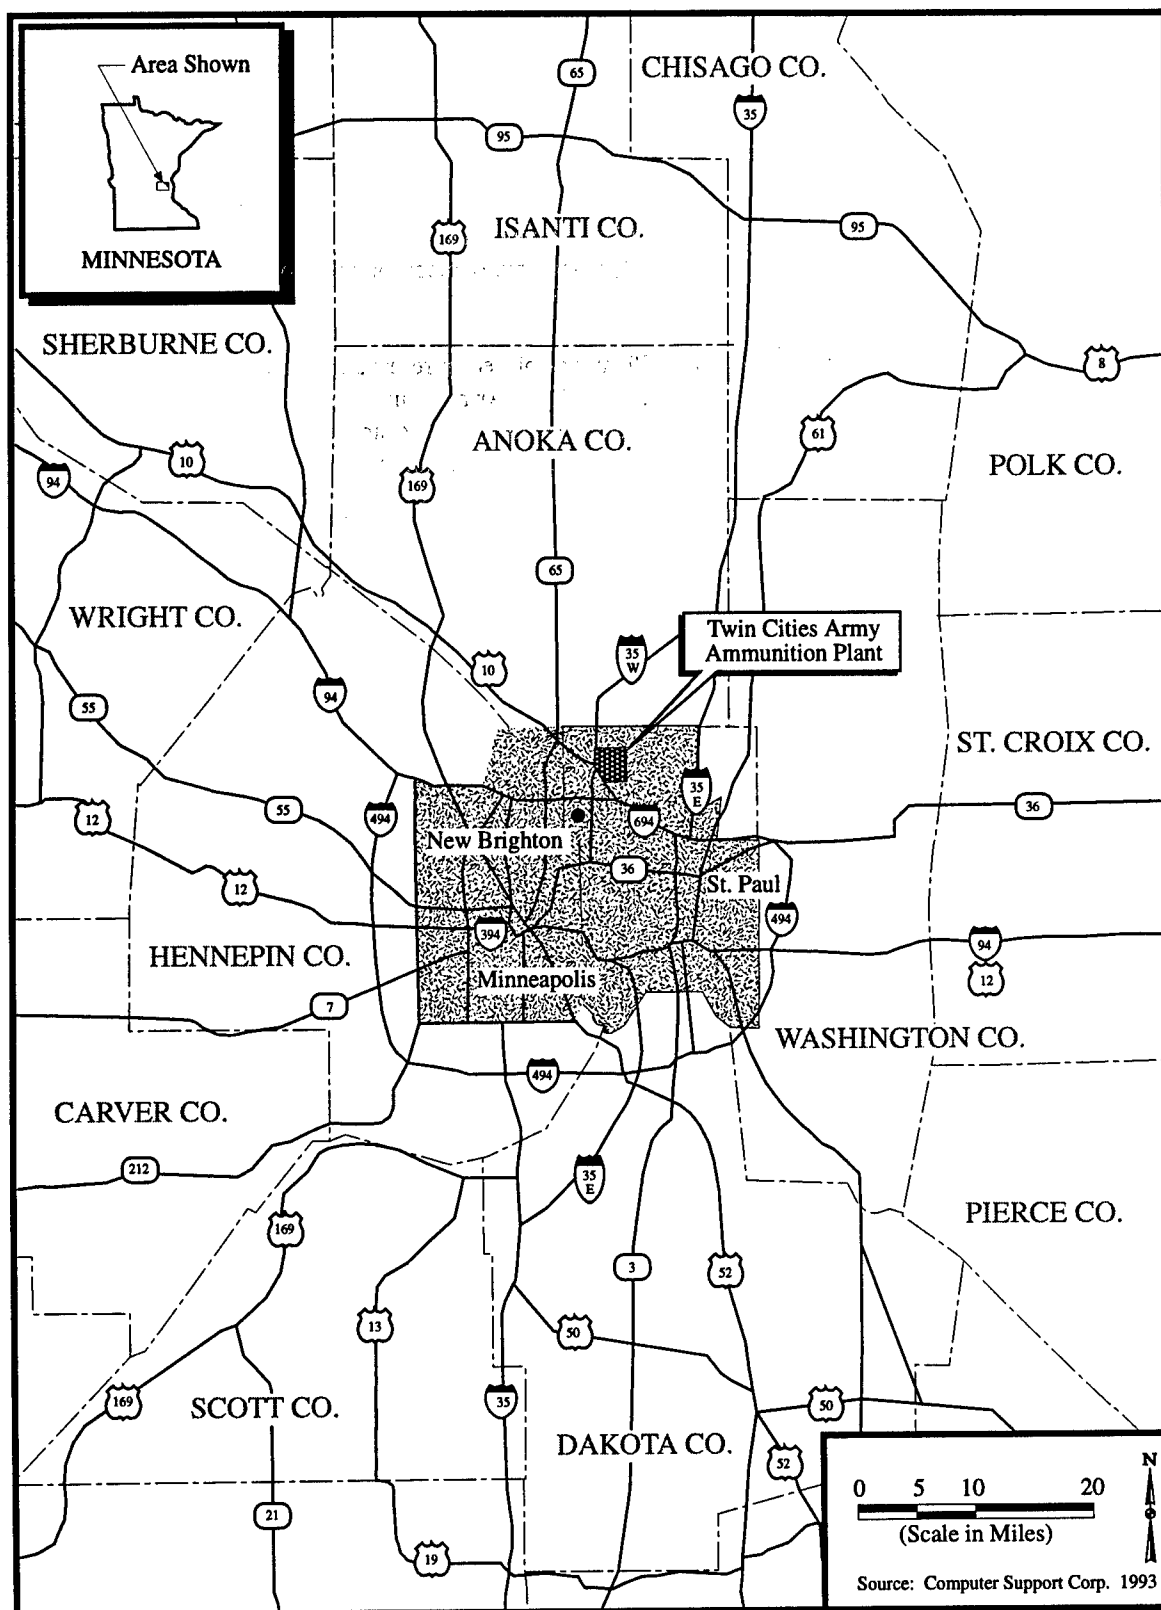 Area Shown
MINNESOTA
65
CHISAGO CO.
35
95
169
ISANTI CO.
95
SHERBURNE CO.
8
61
10
ANOKA CO.
POLK CO.
94
169
65
WRIGHT CO.
Twin Cities Army
Ammunition Plant
35
W
10
94
55
ST. CROIX CO.
35
E
55
494
694
36
12
New Brighton
36
12
St. Paul
494
394
94
HENNEPIN CO.
Minneapolis
12
7
WASHINGTON CO.
494
CARVER CO.
212
35
E
169
PIERCE CO.
3
52
13
50
169
SCOTT CO.
35
50
DAKOTA CO.
52
21
19
N
0 5 10 20
(Scale in Miles)
Source: Computer Support Corp. 1993